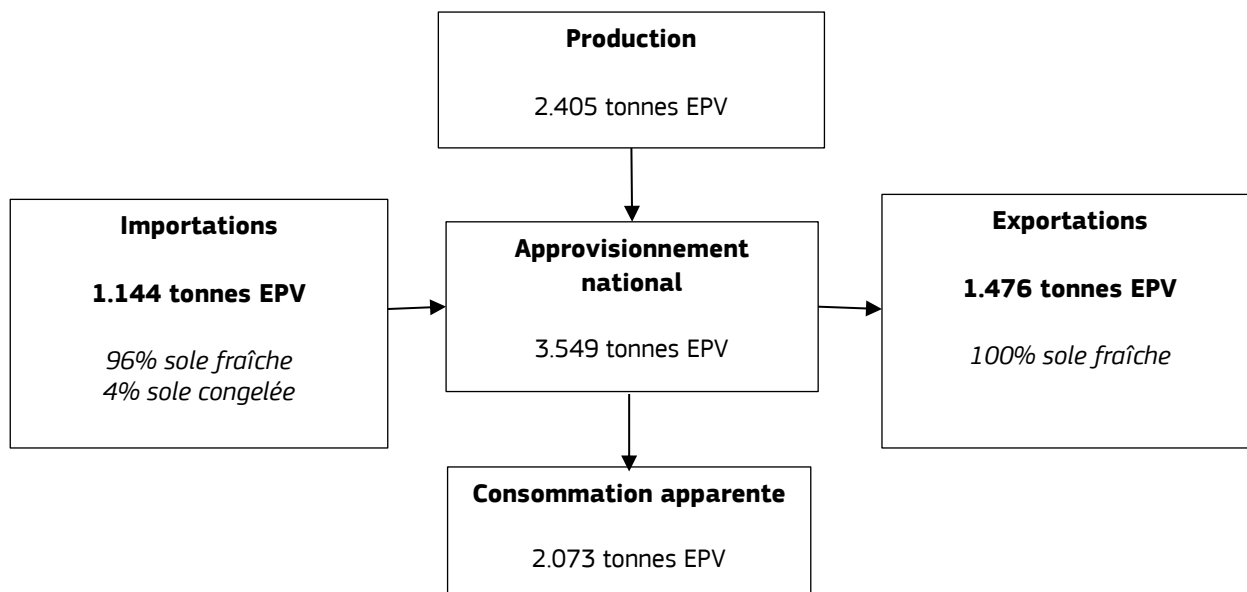 Production
2.405 tonnes EPV
Importations
1.144 tonnes EPV
96% sole fraîche
4% sole congelée
Approvisionnement
national
3.549 tonnes EPV
Exportations
1.476 tonnes EPV
100% sole fraîche
Consommation apparente
2.073 tonnes EPV